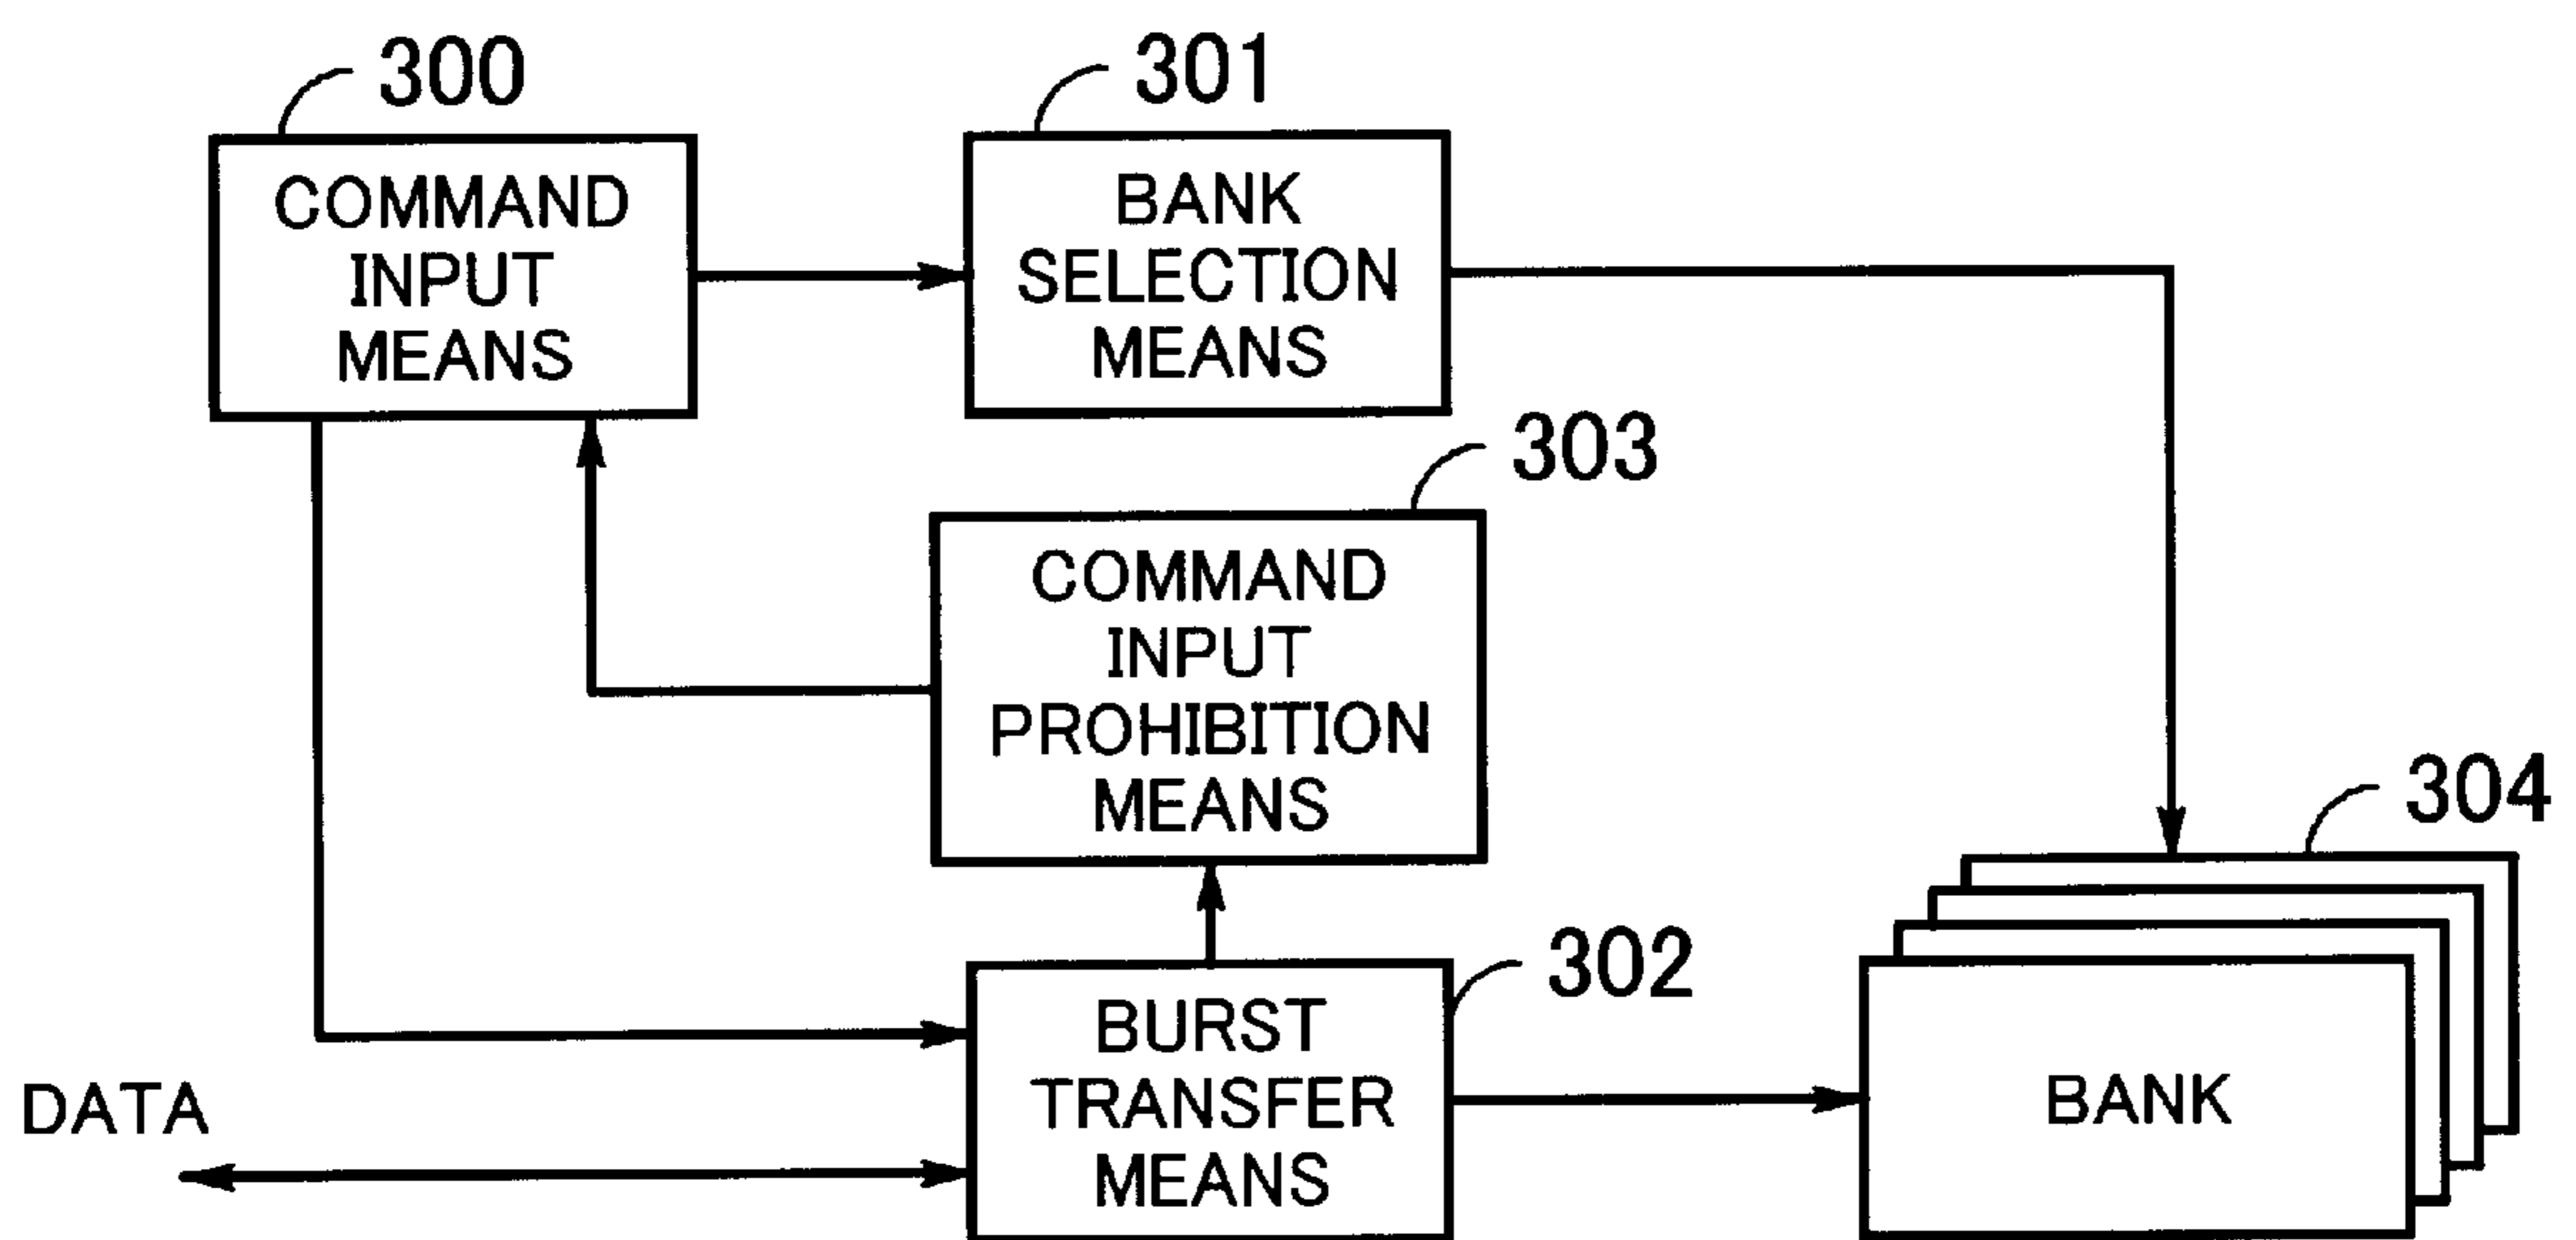 300
COMMAND
INPUT
MEANS
301
BANK
SELECTION
MEANS
303
COMMAND
INPUT
PROHIBITION
MEANS
304
BANK
302
BURST
TRANSFER
MEANS
DATA